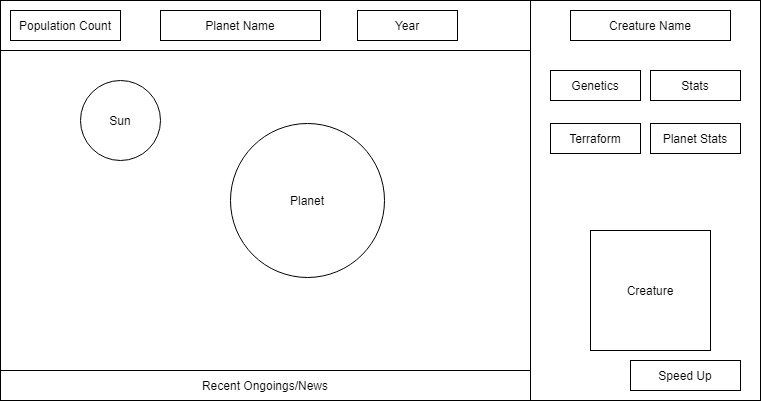 Population Count
Planet Name
Year
Creature Name
Genetics
Stats
Sun
Terraform
Planet Stats
Planet
Creature
Speed Up
Recent Ongoings/News